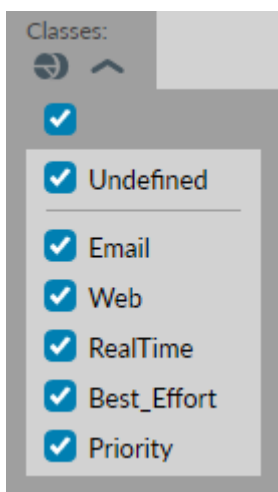 Classes:
Undefined
Email
Web
RealTime
Best_Effort
Priority